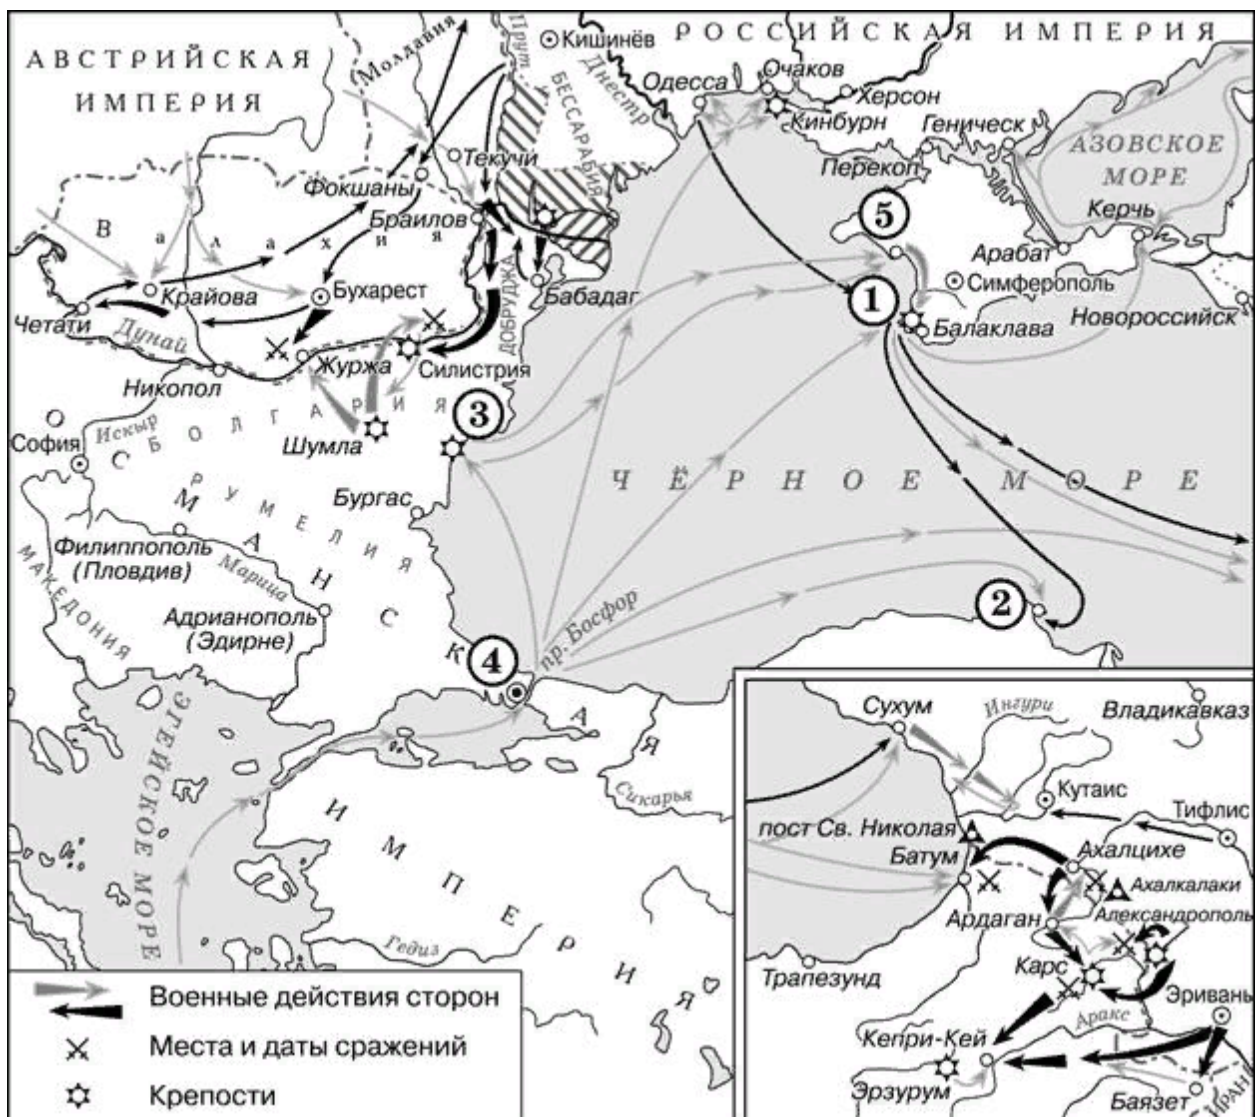 АВСТРИЙСКАЯ
ИМПЕРИЯ
РОССИЙСКАЯ ИМПЕРИЯ
Молдавия
Прут
Кишинёв
Днестр
БЕССАРАБИЯ
Одесса
Очаков
Херсон
Кинбурн
Геническ
Перекоп
АЗОВСКОЕ
МОРЕ
Керчь
Арабат
Симферополь
Балаклава
Новороссийск
5
1
Текучи
Фокшаны
Браилов
Валахия
Крайова
Бухарест
Четати
Дунай
Журжа
Никопол
Силистрия
ДОБРУДЖА
Бабадаг
БОЛГАРИЯ
Искыр
София
Шумла
3
ЧЁРНОЕ МОРЕ
РУМЕЛИЯ
Бургас
Филиппополь
(Пловдив)
Марица
МАКЕДОНИЯ
Адрианополь
(Эдирне)
ОСМАНСКАЯ
ИМПЕРИЯ
4
пр. Босфор
2
ЭГЕЙСКОЕ МОРЕ
Сикарья
Гедиз
Сухум
Ингури
Владикавказ
Кутаис
Тифлис
пост Св. Николая
Батум
Ахалцихе
Ахалкалаки
Ардаган
Александрополь
Карс
Трапезунд
Эривань
Аракс
Кепри-Кей
Эрзурум
Баязет
ИРАН
Военные действия сторон
Места и даты сражений
Крепости